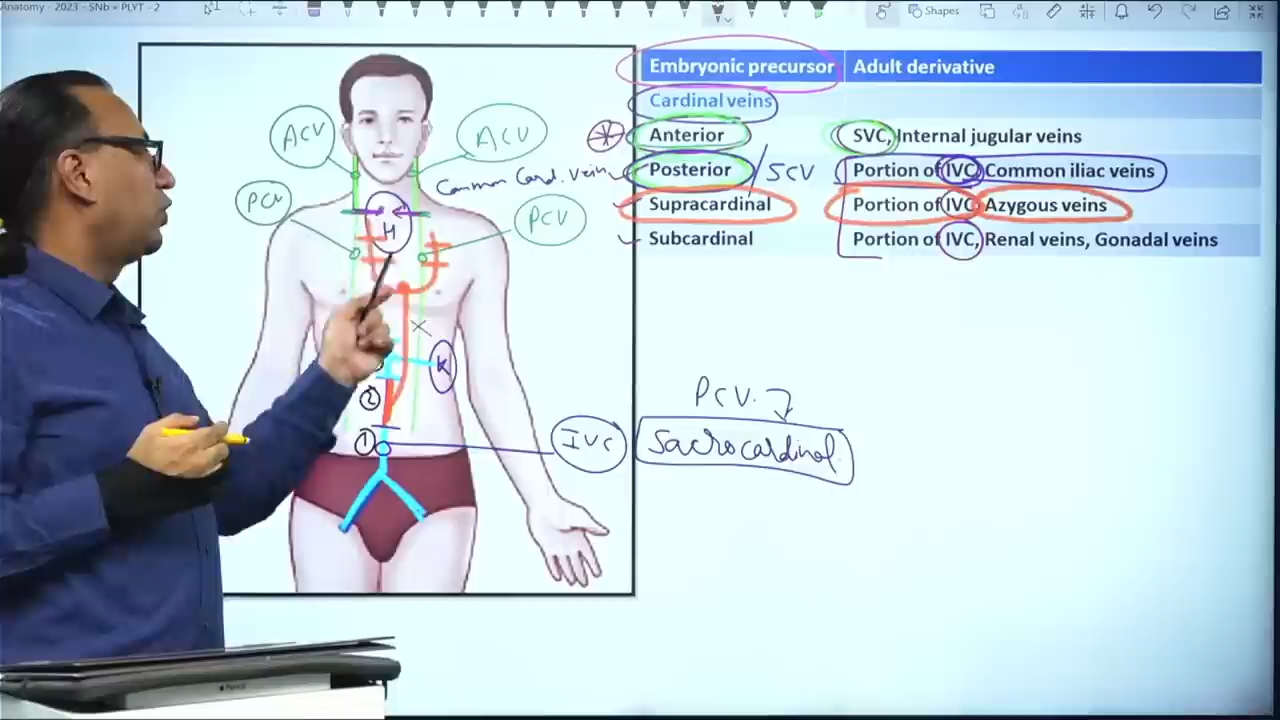 Anatomy - 2023 - SNb = PLYT - 2
Shapes
Embryonic precursor Adult derivative
Cardinal veins
Anterior SVC, Internal jugular veins
Posterior / SCV Portion of IVC, Common iliac veins
Supracardinal Portion of IVC, Azygous veins
Subcardinal Portion of IVC, Renal veins, Gonadal veins
ACV
ACV
Common Card. Vein
PCV
PCV
H
X
K
②
①
IVC
PCV.
Sacrocardinal